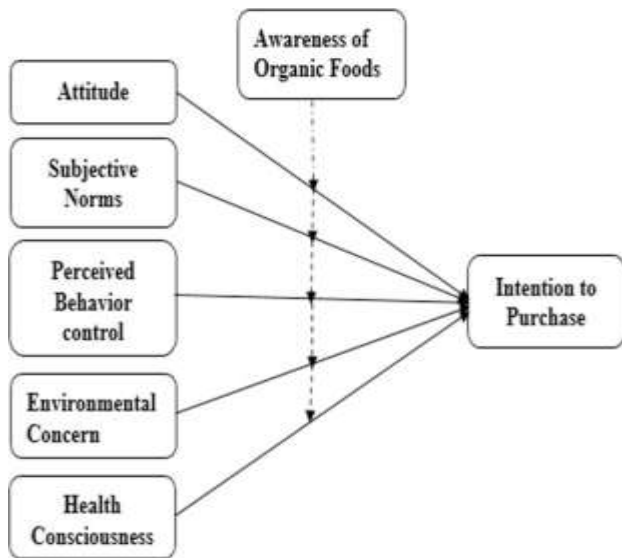 Awareness of
Organic Foods
Attitude
Subjective
Norms
Perceived
Behavior
control
Intention to
Purchase
Environmental
Concern
Health
Consciousness